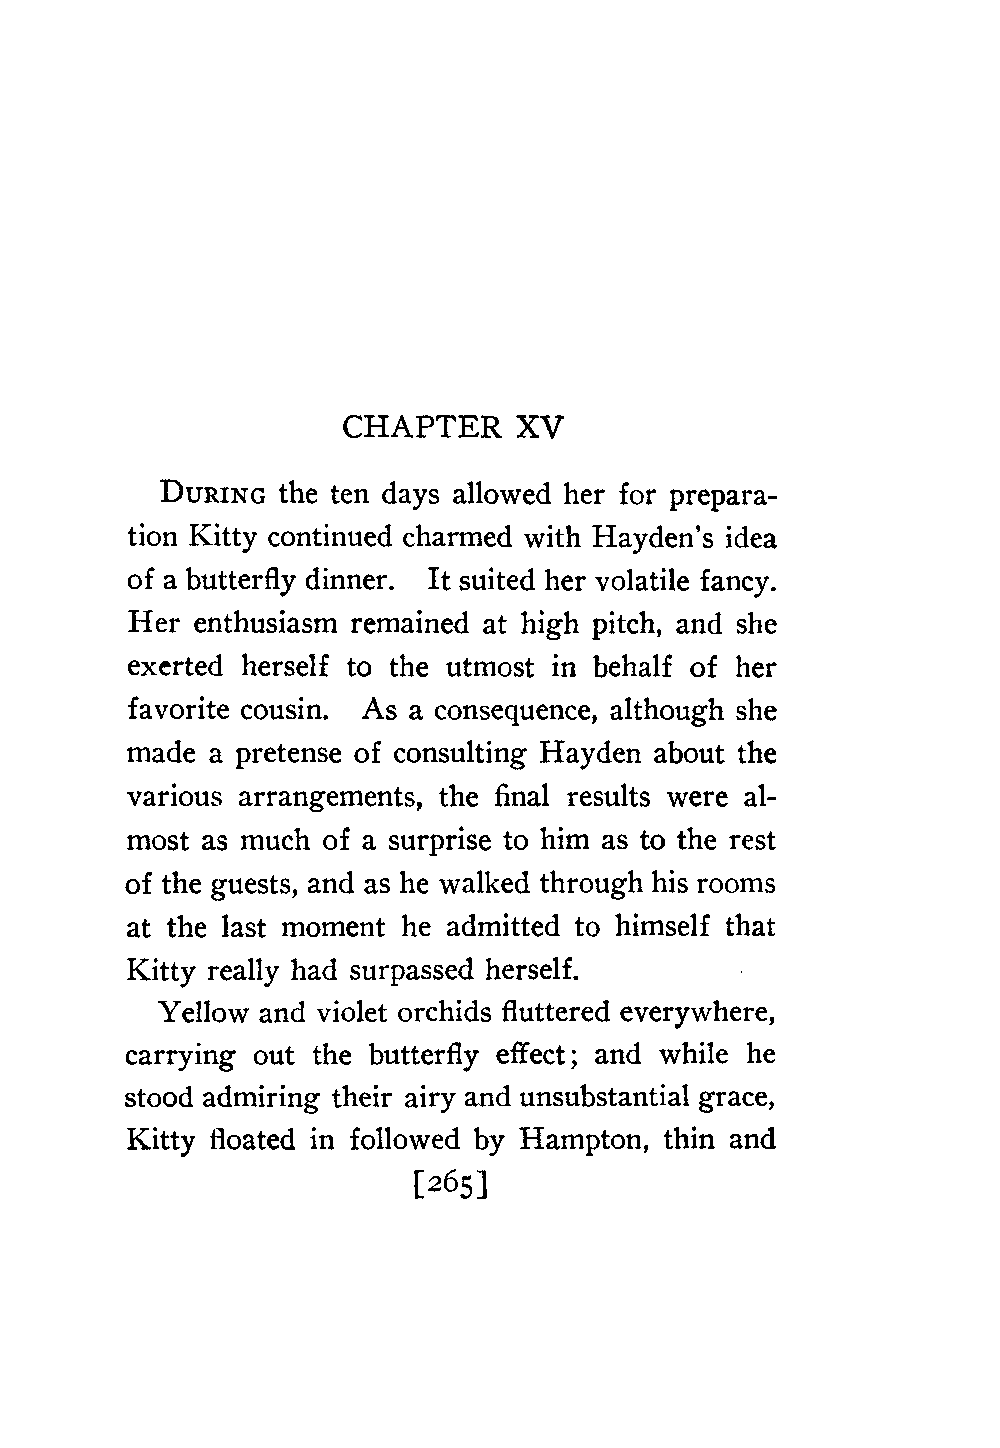 CHAPTER XV
DURING the ten days allowed her for prepara-
tion Kitty continued charmed with Hayden's idea
of a butterfly dinner. It suited her volatile fancy.
Her enthusiasm remained at high pitch, and she
exerted herself to the utmost in behalf of her
favorite cousin. As a consequence, although she
made a pretense of consulting Hayden about the
various arrangements, the final results were al-
most as much of a surprise to him as to the rest
of the guests, and as he walked through his rooms
at the last moment he admitted to himself that
Kitty really had surpassed herself.
Yellow and violet orchids fluttered everywhere,
carrying out the butterfly effect; and while he
stood admiring their airy and unsubstantial grace,
Kitty floated in followed by Hampton, thin and
[265]